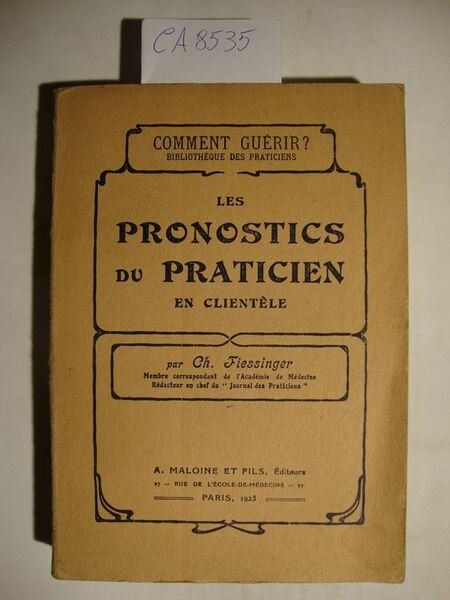 CA8535
COMMENT GUÉRIR?
BIBLIOTHÈQUE DES PRATICIENS
LES
PRONOSTICS
DU PRATICIEN
EN CLIENTÈLE
par Ch. Fiessinger
Membre correspondant de l'Académie de Médecine
Rédacteur en chef du "Journal des Praticiens"
A. MALOINE ET FILS, Éditeurs
27 — RUE DE L'ÉCOLE-DE-MÉDECINE — 27
PARIS, 1923